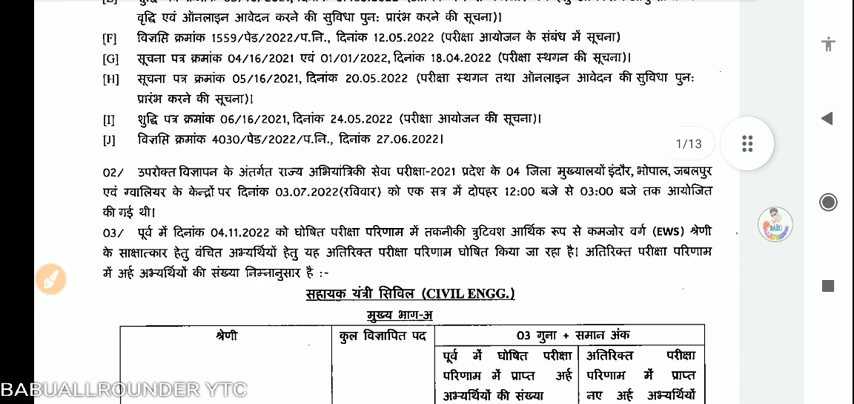 वृद्धि एवं ऑनलाइन आवेदन करने की सुविधा पुनः प्रारंभ करने की सूचना)।
[F] विज्ञप्ति क्रमांक 1559/पेड/2022/प.नि., दिनांक 12.05.2022 (परीक्षा आयोजन के संबंध में सूचना)
[G] सूचना पत्र क्रमांक 04/16/2021 एवं 01/01/2022, दिनांक 18.04.2022 (परीक्षा स्थगन की सूचना)।
[H] सूचना पत्र क्रमांक 05/16/2021, दिनांक 20.05.2022 (परीक्षा स्थगन तथा ऑनलाइन आवेदन की सुविधा पुनः
प्रारंभ करने की सूचना)।
[I] शुद्धि पत्र क्रमांक 06/16/2021, दिनांक 24.05.2022 (परीक्षा आयोजन की सूचना)।
[J] विज्ञप्ति क्रमांक 4030/पेड/2022/प.नि., दिनांक 27.06.2022।
1/13
02/ उपरोक्त विज्ञापन के अंतर्गत राज्य अभियांत्रिकी सेवा परीक्षा-2021 प्रदेश के 04 जिला मुख्यालयों इंदौर, भोपाल, जबलपुर
एवं ग्वालियर के केन्द्रों पर दिनांक 03.07.2022(रविवार) को एक सत्र में दोपहर 12:00 बजे से 03:00 बजे तक आयोजित
की गई थी।
03/ पूर्व में दिनांक 04.11.2022 को घोषित परीक्षा परिणाम में तकनीकी त्रुटिवश आर्थिक रूप से कमजोर वर्ग (EWS) श्रेणी
के साक्षात्कार हेतु वंचित अभ्यर्थियों हेतु यह अतिरिक्त परीक्षा परिणाम घोषित किया जा रहा है। अतिरिक्त परीक्षा परिणाम
में अर्ह अभ्यर्थियों की संख्या निम्नानुसार है :-
सहायक यंत्री सिविल (CIVIL ENGG.)
मुख्य भाग-अ
श्रेणी कुल विज्ञापित पद 03 गुना + समान अंक
पूर्व में घोषित परीक्षा अतिरिक्त परीक्षा
परिणाम में प्राप्त अर्ह परिणाम में प्राप्त
अभ्यर्थियों की संख्या नए अर्ह अभ्यर्थियों
BABUALLROUNDER YTC